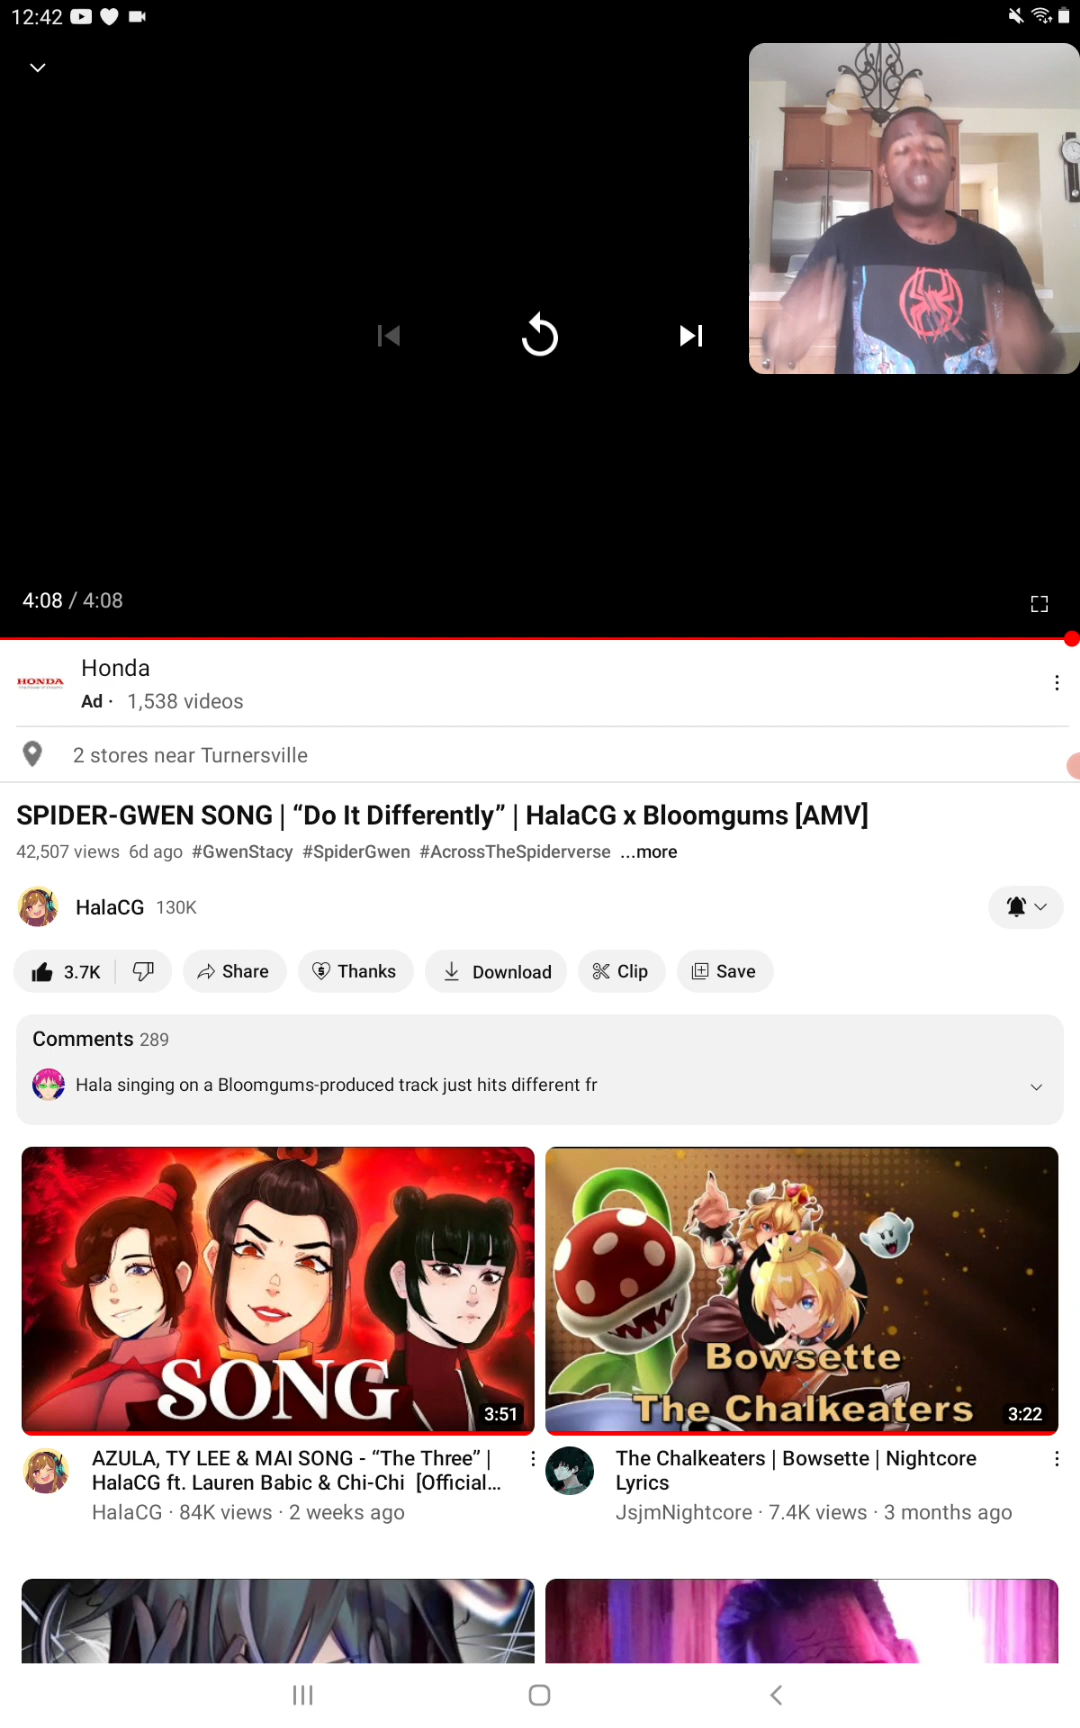 12:42
4:08 / 4:08
HONDA
Honda
Ad · 1,538 videos
2 stores near Turnersville
SPIDER-GWEN SONG | “Do It Differently” | HalaCG x Bloomgums [AMV]
42,507 views 6d ago #GwenStacy #SpiderGwen #AcrossTheSpiderverse ...more
HalaCG 130K
3.7K Share Thanks Download Clip Save
Comments 289
Hala singing on a Bloomgums-produced track just hits different fr
SONG
3:51
Bowsette
The Chalkeaters
3:22
AZULA, TY LEE & MAI SONG - “The Three” |
HalaCG ft. Lauren Babic & Chi-Chi [Official...
HalaCG · 84K views · 2 weeks ago
The Chalkeaters | Bowsette | Nightcore
Lyrics
JsjmNightcore · 7.4K views · 3 months ago